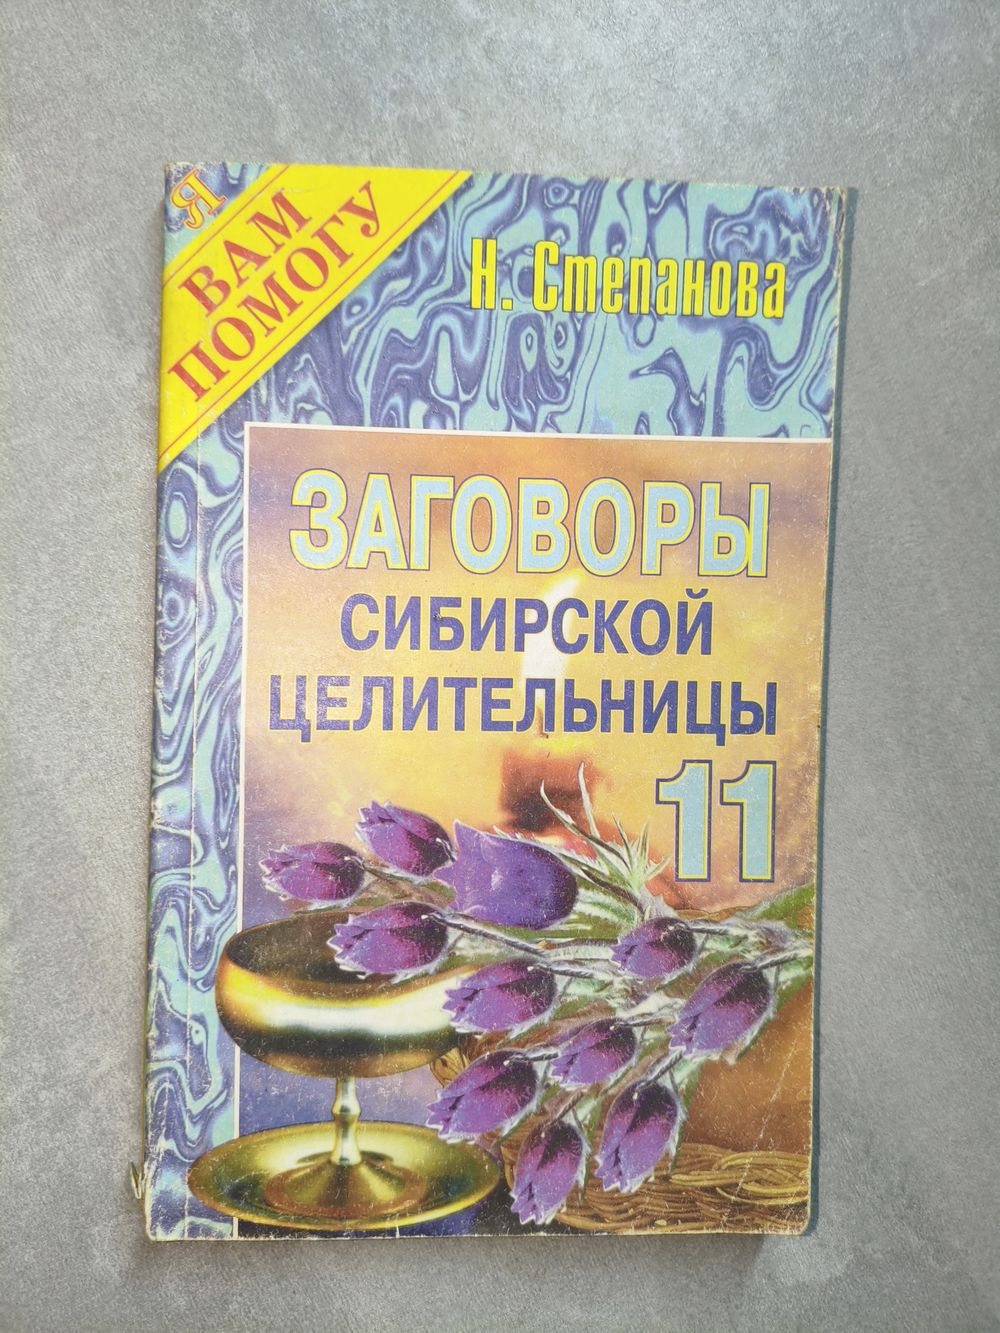 Я
ВАМ
ПОМОГУ
Н. Степанова
ЗАГОВОРЫ
СИБИРСКОЙ
ЦЕЛИТЕЛЬНИЦЫ
11